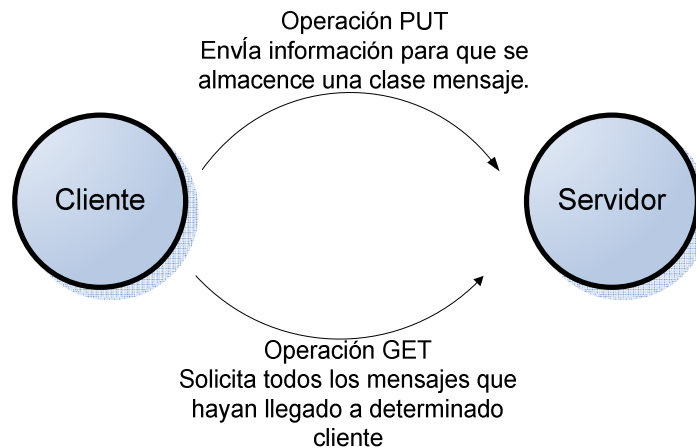 Operación PUT
EnvÍa información para que se
almacence una clase mensaje.
Cliente
Servidor
Operación GET
Solicita todos los mensajes que
hayan llegado a determinado
cliente